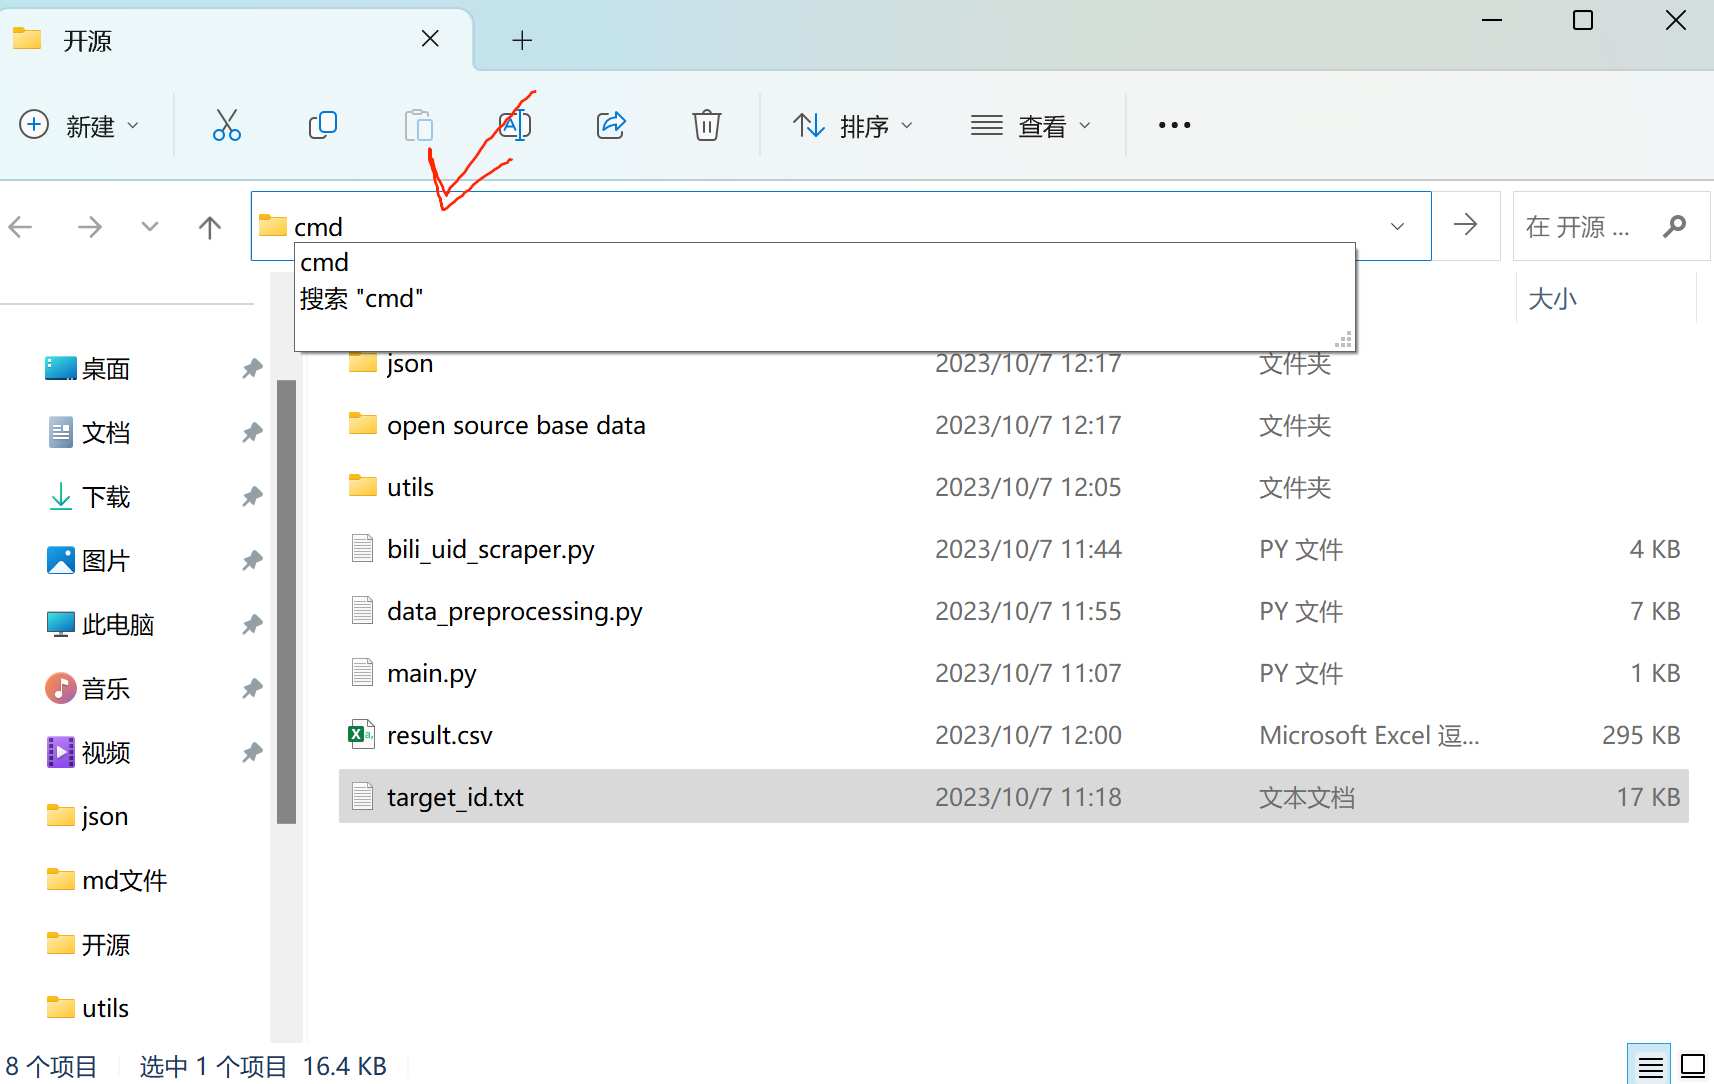 开源
新建
排序
查看
cmd
在 开源 ...
cmd
搜索 "cmd"
大小
桌面
文档
下载
图片
此电脑
音乐
视频
json
md文件
开源
utils
json 2023/10/7 12:17 文件夹
open source base data 2023/10/7 12:17 文件夹
utils 2023/10/7 12:05 文件夹
bili_uid_scraper.py 2023/10/7 11:44 PY 文件 4 KB
data_preprocessing.py 2023/10/7 11:55 PY 文件 7 KB
main.py 2023/10/7 11:07 PY 文件 1 KB
result.csv 2023/10/7 12:00 Microsoft Excel 逗... 295 KB
target_id.txt 2023/10/7 11:18 文本文档 17 KB
8 个项目 选中 1 个项目 16.4 KB